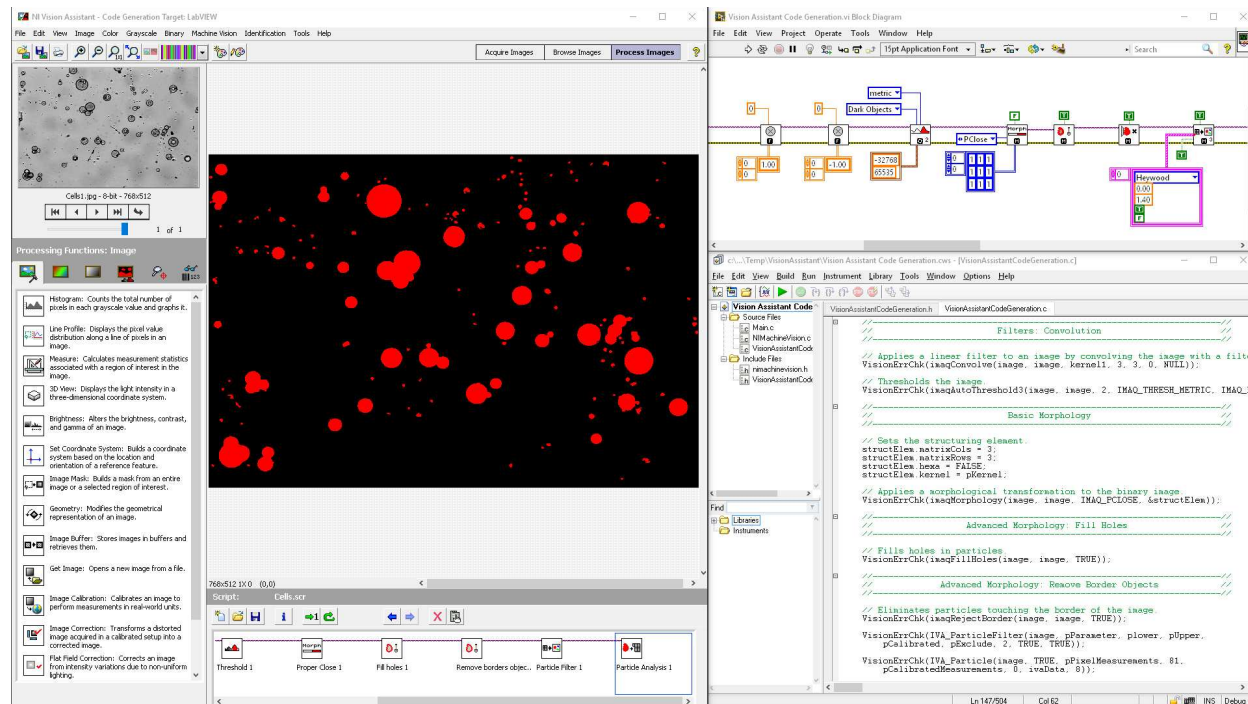 NI Vision Assistant - Code Generation Target: LabVIEW
File Edit View Image Color Grayscale Binary Machine Vision Identification Tools Help
Acquire Images Browse Images Process Images
Cells1.jpg - 8-bit - 768x512
1 of 1
Processing Functions: Image
Histogram: Counts the total number of
pixels in each grayscale value and graphs it.
Line Profile: Displays the pixel value
distribution along a line of pixels in an
image.
Measure: Calculates measurement statistics
associated with a region of interest in the
image.
3D View: Displays the light intensity in a
three-dimensional coordinate system.
Brightness: Alters the brightness, contrast,
and gamma of an image.
Set Coordinate System: Builds a coordinate
system based on the location and
orientation of a reference feature.
Image Mask: Builds a mask from an entire
image or a selected region of interest.
Geometry: Modifies the geometrical
representation of an image.
Image Buffer: Stores images in buffers and
retrieves them.
Get Image: Opens a new image from a file.
Image Calibration: Calibrates an image to
perform measurements in real-world units.
Image Correction: Transforms a distorted
image acquired in a calibrated setup into a
corrected image.
Flat Field Correction: Corrects an image
from intensity variations due to non-uniform
lighting.
768x512 1X 0 (0,0)
Script: Cells.scr
Threshold 1 Proper Close 1 Fill holes 1 Remove borders objec... Particle Filter 1 Particle Analysis 1
Vision Assistant Code Generation.vi Block Diagram
File Edit View Project Operate Tools Window Help
15pt Application Font Search
metric
0 0 Dark Objects
PClose
0 1.00
0
0 -1.00
0
-32768
65535
0 1 1 1
0 1 1 1
1 1 1
0 Heywood
0.00
1.40
T
F
c:\...\Temp\VisionAssistant\Vision Assistant Code Generation.cws - [VisionAssistantCodeGeneration.c]
File Edit View Build Run Instrument Library Tools Window Options Help
Vision Assistant Code
Source Files
Main.c
NIMachineVision.c
VisionAssistantCod
Include Files
nimachinevision.h
VisionAssistantCod
Find
Libraries
Instruments
VisionAssistantCodeGeneration.h VisionAssistantCodeGeneration.c
//-----//
// Filters: Convolution //
//-----//
// Applies a linear filter to an image by convolving the image with a filte
VisionErrChk(imaqConvolve(image, image, kernel1, 3, 3, 0, NULL));
// Thresholds the image.
VisionErrChk(imaqAutoThreshold3(image, image, 2, IMAQ_THRESH_METRIC, IMAQ_
//-----//
// Basic Morphology //
//-----//
// Sets the structuring element.
structElem.matrixCols = 3;
structElem.matrixRows = 3;
structElem.hexa = FALSE;
structElem.kernel = pKernel;
// Applies a morphological transformation to the binary image.
VisionErrChk(imaqMorphology(image, image, IMAQ_PCLOSE, &structElem));
//-----//
// Advanced Morphology: Fill Holes //
//-----//
// Fills holes in particles.
VisionErrChk(imaqFillHoles(image, image, TRUE));
//-----//
// Advanced Morphology: Remove Border Objects //
//-----//
// Eliminates particles touching the border of the image.
VisionErrChk(imaqRejectBorder(image, image, TRUE));
VisionErrChk(IVA_ParticleFilter(image, pParameter, plower, pUpper,
pCalibrated, pExclude, 2, TRUE, TRUE));
VisionErrChk(IVA_Particle(image, TRUE, pPixelMeasurements, 81,
pCalibratedMeasurements, 0, ivaData, 8));
Ln 147/504 Col 62 INS Debug